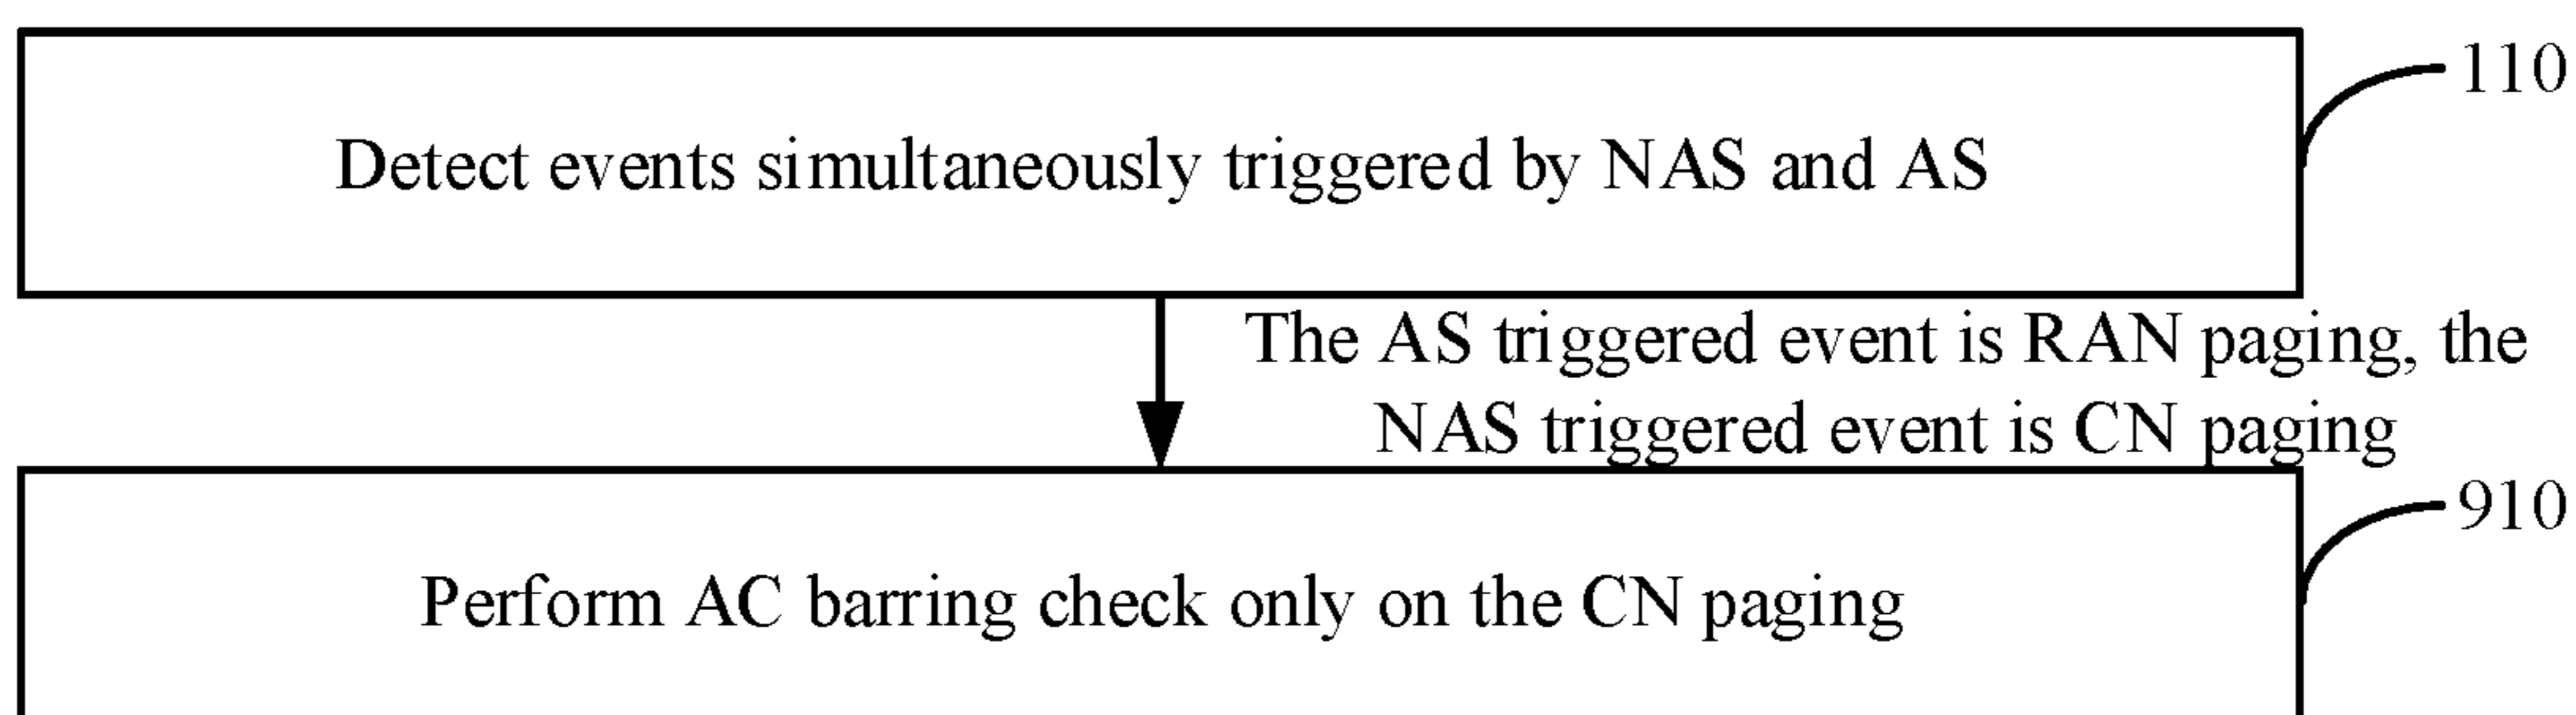 110
Detect events simultaneously triggered by NAS and AS
The AS triggered event is RAN paging, the
NAS triggered event is CN paging
910
Perform AC barring check only on the CN paging